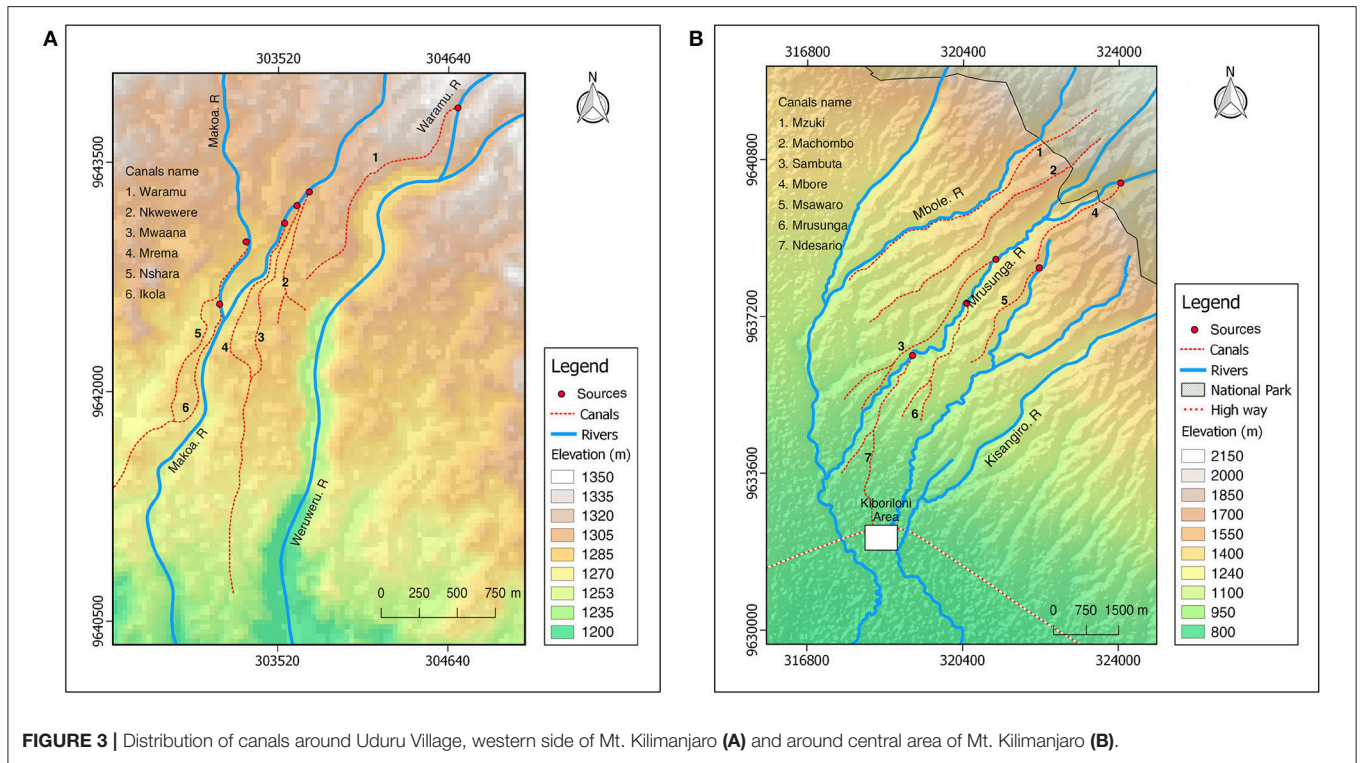 A
303520
304640
N
Makoa. R
Waramu. R
9643500
1
Canals name
1. Waramu
2. Nkwewere
3. Mwaana
4. Mrema
5. Nshara
6. Ikola
2
5
4
3
6
9642000
Makoa. R
Weruweru. R
9640500
0 250 500 750 m
303520
304640
Legend
Sources
Canals
Rivers
Elevation (m)
1350
1335
1320
1305
1285
1270
1253
1235
1200
B
316800
320400
324000
N
Canals name
1. Mzuki
2. Machombo
3. Sambuta
4. Mbore
5. Msawaro
6. Mrusunga
7. Ndesario
9640800
1
2
Mbole. R
4
Mrusunga. R
5
9637200
3
6
Kisangiro. R
7
9633600
Kiboriloni
Area
9630000
0 750 1500 m
316800
320400
324000
Legend
Sources
Canals
Rivers
National Park
High way
Elevation (m)
2150
2000
1850
1700
1550
1400
1240
1100
950
800
FIGURE 3 | Distribution of canals around Uduru Village, western side of Mt. Kilimanjaro (A) and around central area of Mt. Kilimanjaro (B).